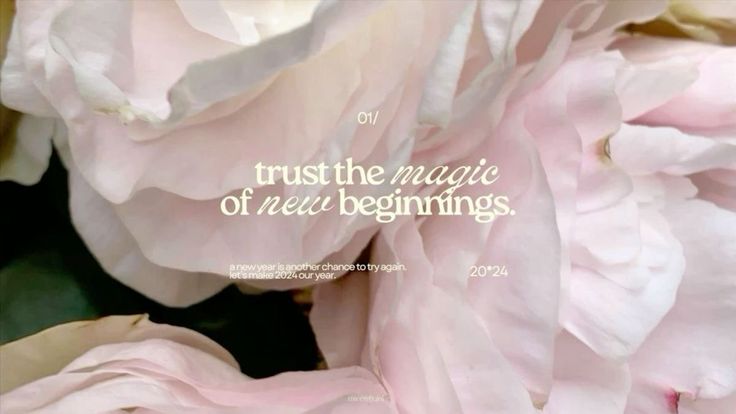 01/
trust the magic
of new beginnings.
a new year is another chance to try again.
let's make 2024 our year.
20*24